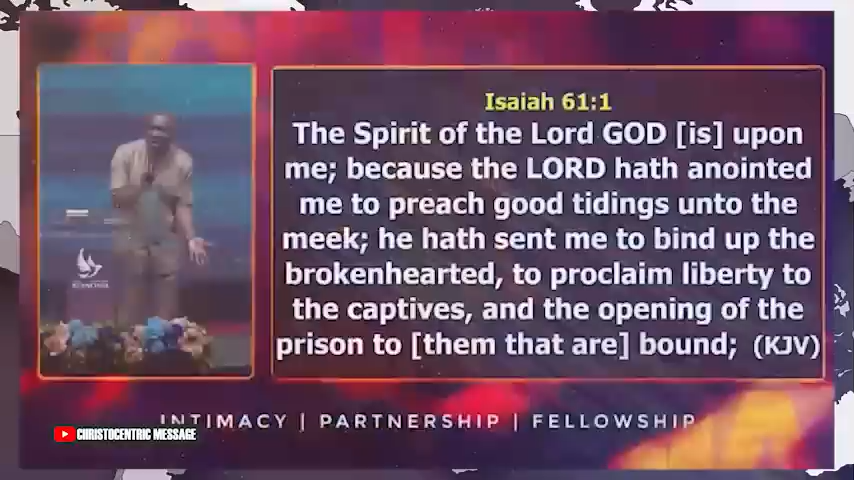 Isaiah 61:1
The Spirit of the Lord GOD [is] upon
me; because the LORD hath anointed
me to preach good tidings unto the
meek; he hath sent me to bind up the
brokenhearted, to proclaim liberty to
the captives, and the opening of the
prison to [them that are] bound; (KJV)
INTIMACY | PARTNERSHIP | FELLOWSHIP
CHRISTOCENTRIC MESSAGE